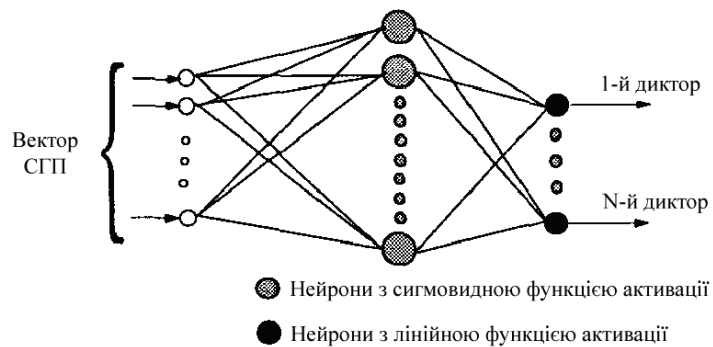 1-й диктор
Вектор
СГП
N-й диктор
Нейрони з сигмовидною функцією активації
Нейрони з лінійною функцією активації